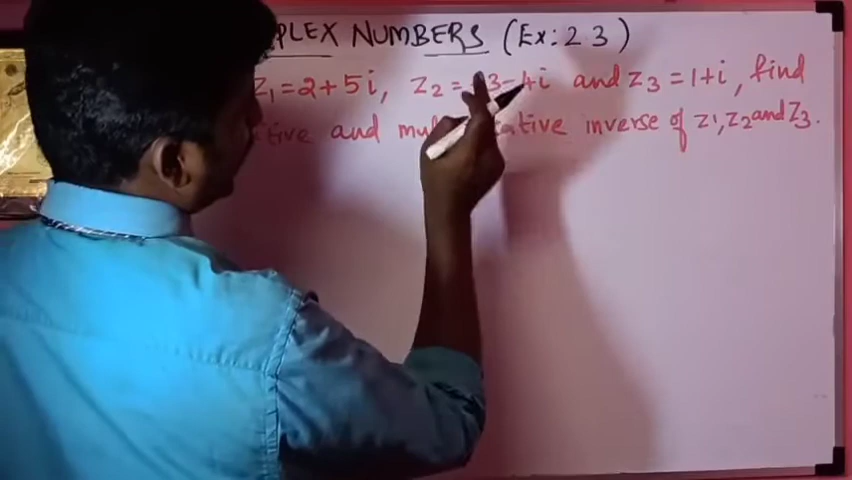 PLEX NUMBERS (Ex: 2 3)
Z1 = 2+5i, Z2 = -3-4i and Z3 = 1+i, find
tive and inverse of Z1, Z2 and Z3.